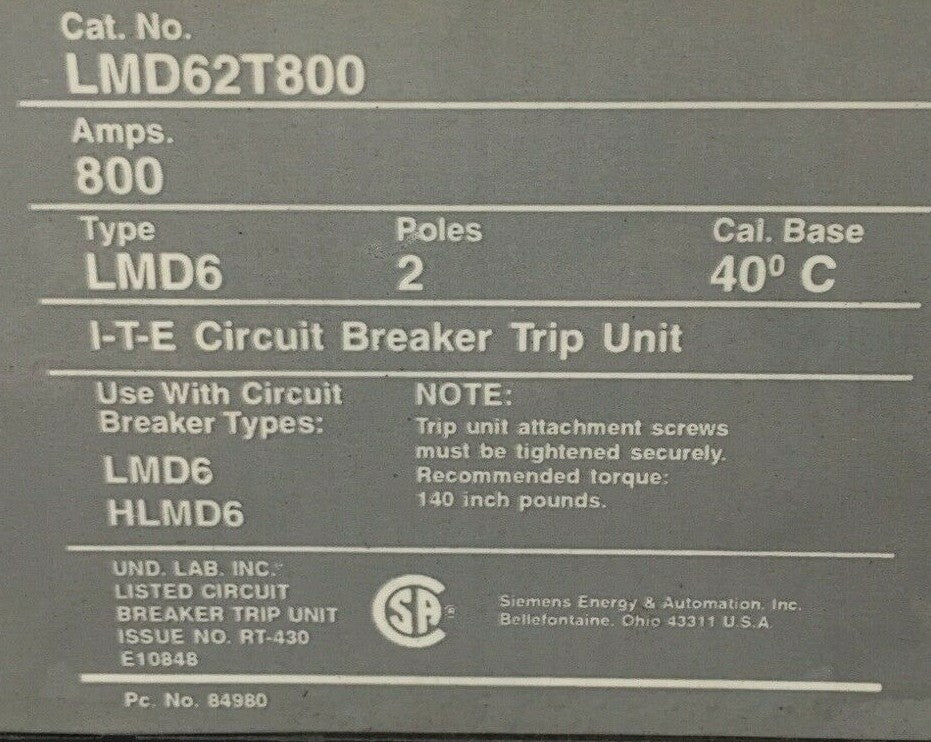 Cat. No.
LMD62T800
Amps.
800
Type Poles Cal. Base
LMD6 2 40⁰ C
I-T-E Circuit Breaker Trip Unit
Use With Circuit
Breaker Types:
LMD6
HLMD6
NOTE:
Trip unit attachment screws
must be tightened securely.
Recommended torque:
140 inch pounds.
UND. LAB. INC.
LISTED CIRCUIT
BREAKER TRIP UNIT
ISSUE NO. RT-430
E10848
SA ®
Siemens Energy & Automation, Inc.
Bellefontaine, Ohio 43311 U.S.A.
Pc. No. 84980